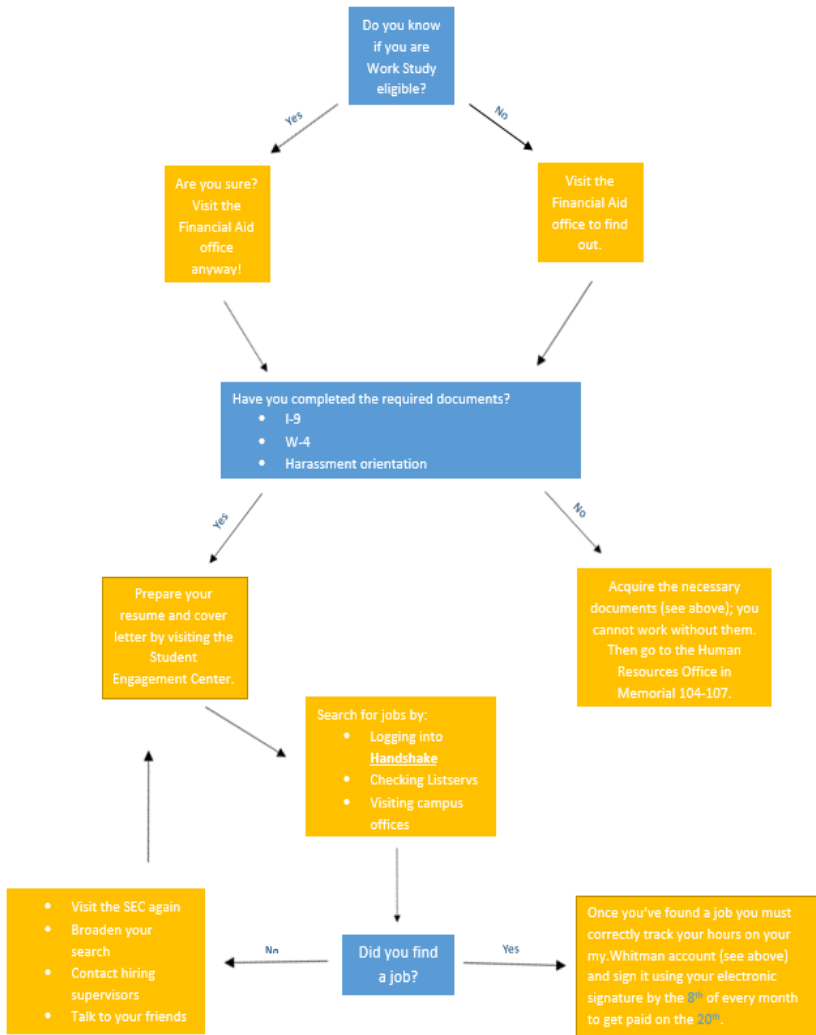 Do you know
if you are
Work Study
eligible?
Yes
No
Are you sure?
Visit the
Financial Aid
office
anyway!
Visit the
Financial Aid
office to find
out.
Have you completed the required documents?
• I-9
• W-4
• Harassment orientation
Yes
No
Prepare your
resume and cover
letter by visiting the
Student
Engagement Center.
Acquire the necessary
documents (see above); you
cannot work without them.
Then go to the Human
Resources Office in
Memorial 104-107.
Search for jobs by:
• Logging into
Handshake
• Checking Listservs
• Visiting campus
offices
• Visit the SEC again
• Broaden your
search
• Contact hiring
supervisors
• Talk to your friends
No
Did you find
a job?
Yes
Once you've found a job you must
correctly track your hours on your
my.Whitman account (see above)
and sign it using your electronic
signature by the 8th of every month
to get paid on the 20th.